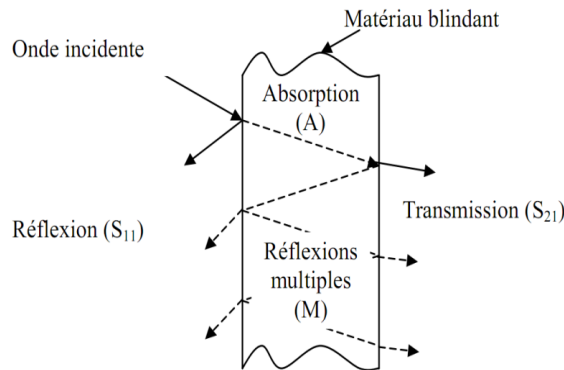 Matériau blindant
Onde incidente
Absorption
(A)
Réflexion (S₁₁)
Transmission (S₂₁)
Réflexions
multiples
(M)